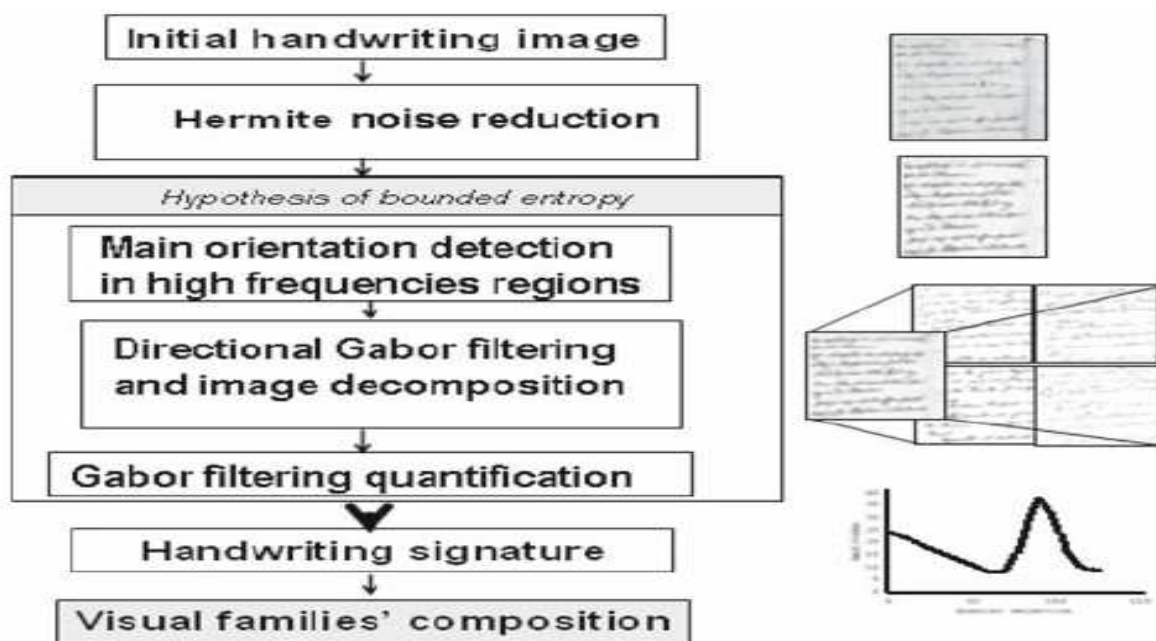 Initial handwriting image
Hermite noise reduction
Hypothesis of bounded entropy
Main orientation detection
in high frequencies regions
Directional Gabor filtering
and image decomposition
Gabor filtering quantification
Handwriting signature
Visual families' composition